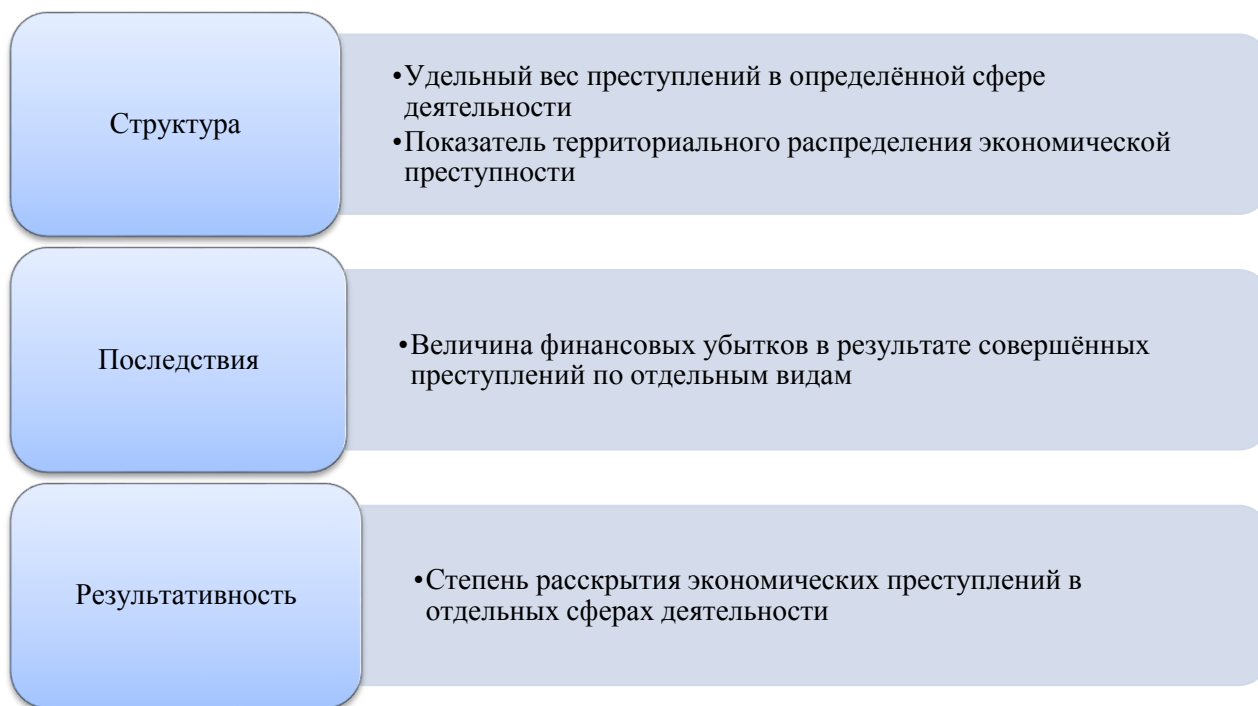 Структура
•Удельный вес преступлений в определённой сфере
деятельности
•Показатель территориального распределения экономической
преступности
Последствия
•Величина финансовых убытков в результате совершённых
преступлений по отдельным видам
Результативность
•Степень расскрытия экономических преступлений в
отдельных сферах деятельности